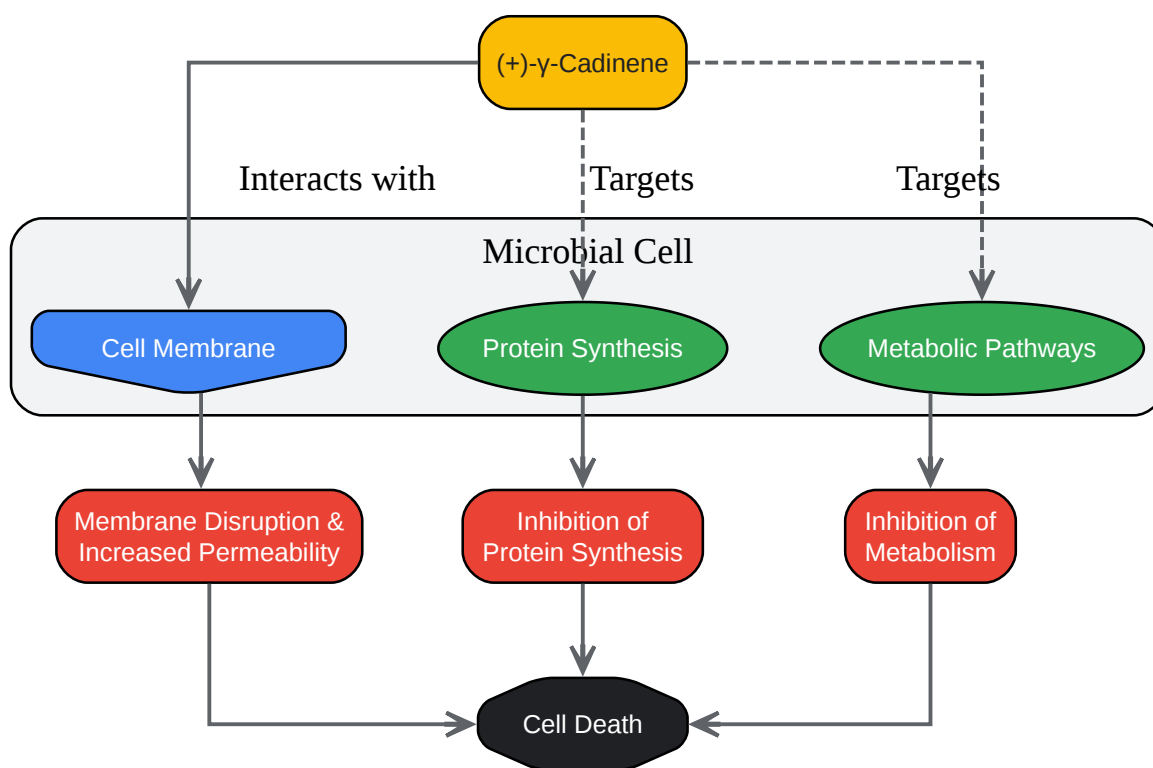 (+)-γ-Cadinene
Interacts with
Targets
Targets
Microbial Cell
Cell Membrane
Protein Synthesis
Metabolic Pathways
Membrane Disruption &
Increased Permeability
Inhibition of
Protein Synthesis
Inhibition of
Metabolism
Cell Death